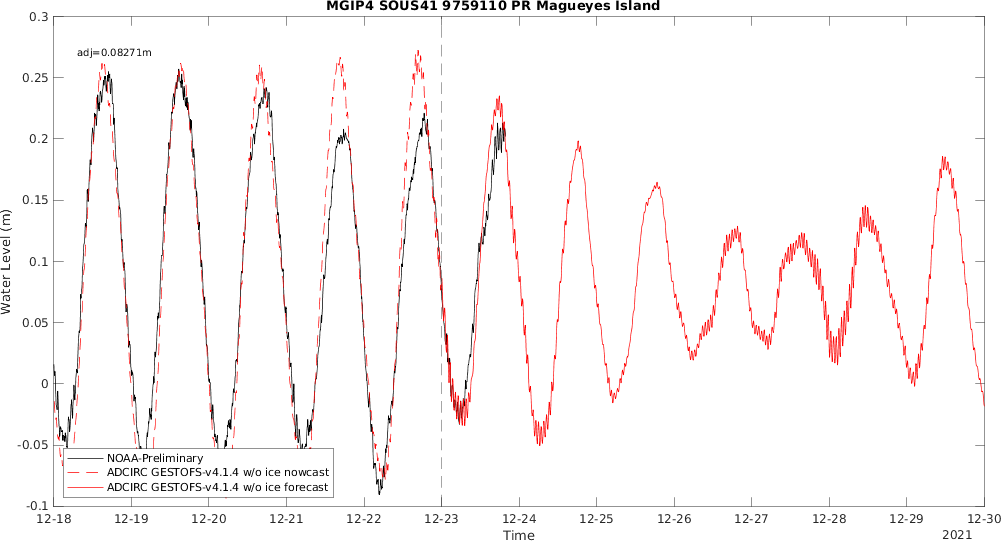 MGIP4 SOUS41 9759110 PR Magueyes Island
adj=0.08271m
0.3
0.25
0.2
0.15
0.1
0.05
0
-0.05
-0.1
Water Level (m)
NOAA-Preliminary
ADCIRC GESTOFS-v4.1.4 w/o ice nowcast
ADCIRC GESTOFS-v4.1.4 w/o ice forecast
12-18 12-19 12-20 12-21 12-22 12-23 12-24 12-25 12-26 12-27 12-28 12-29 12-30
Time
2021